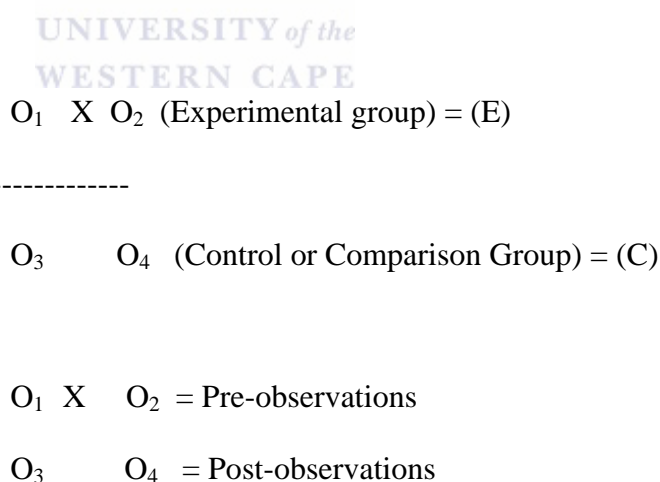 UNIVERSITY of the
WESTERN CAPE
O₁ X O₂ (Experimental group) = (E)
-------------
O₃ O₄ (Control or Comparison Group) = (C)
O₁ X O₂ = Pre-observations
O₃ O₄ = Post-observations